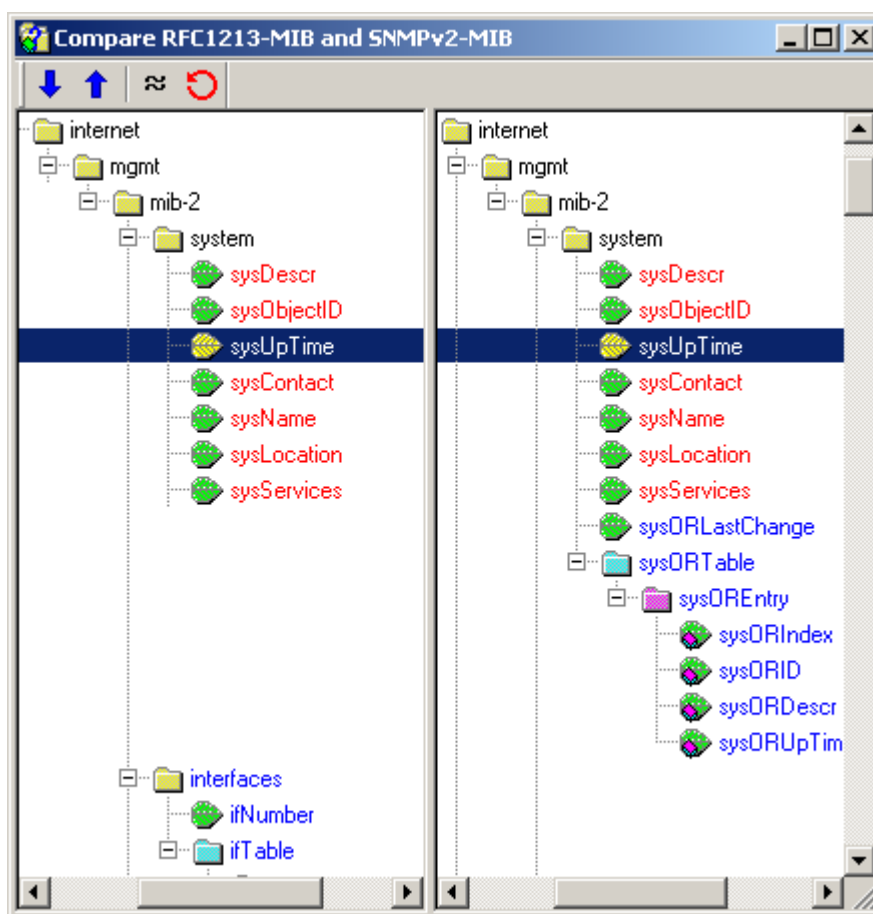 Compare RFC1213-MIB and SNMPv2-MIB
internet
mgmt
mib-2
system
sysDescr
sysObjectID
sysUpTime
sysContact
sysName
sysLocation
sysServices
interfaces
ifNumber
ifTable
internet
mgmt
mib-2
system
sysDescr
sysObjectID
sysUpTime
sysContact
sysName
sysLocation
sysServices
sysORLastChange
sysORTable
sysOREntry
sysORIndex
sysORID
sysORDescr
sysORUpTim